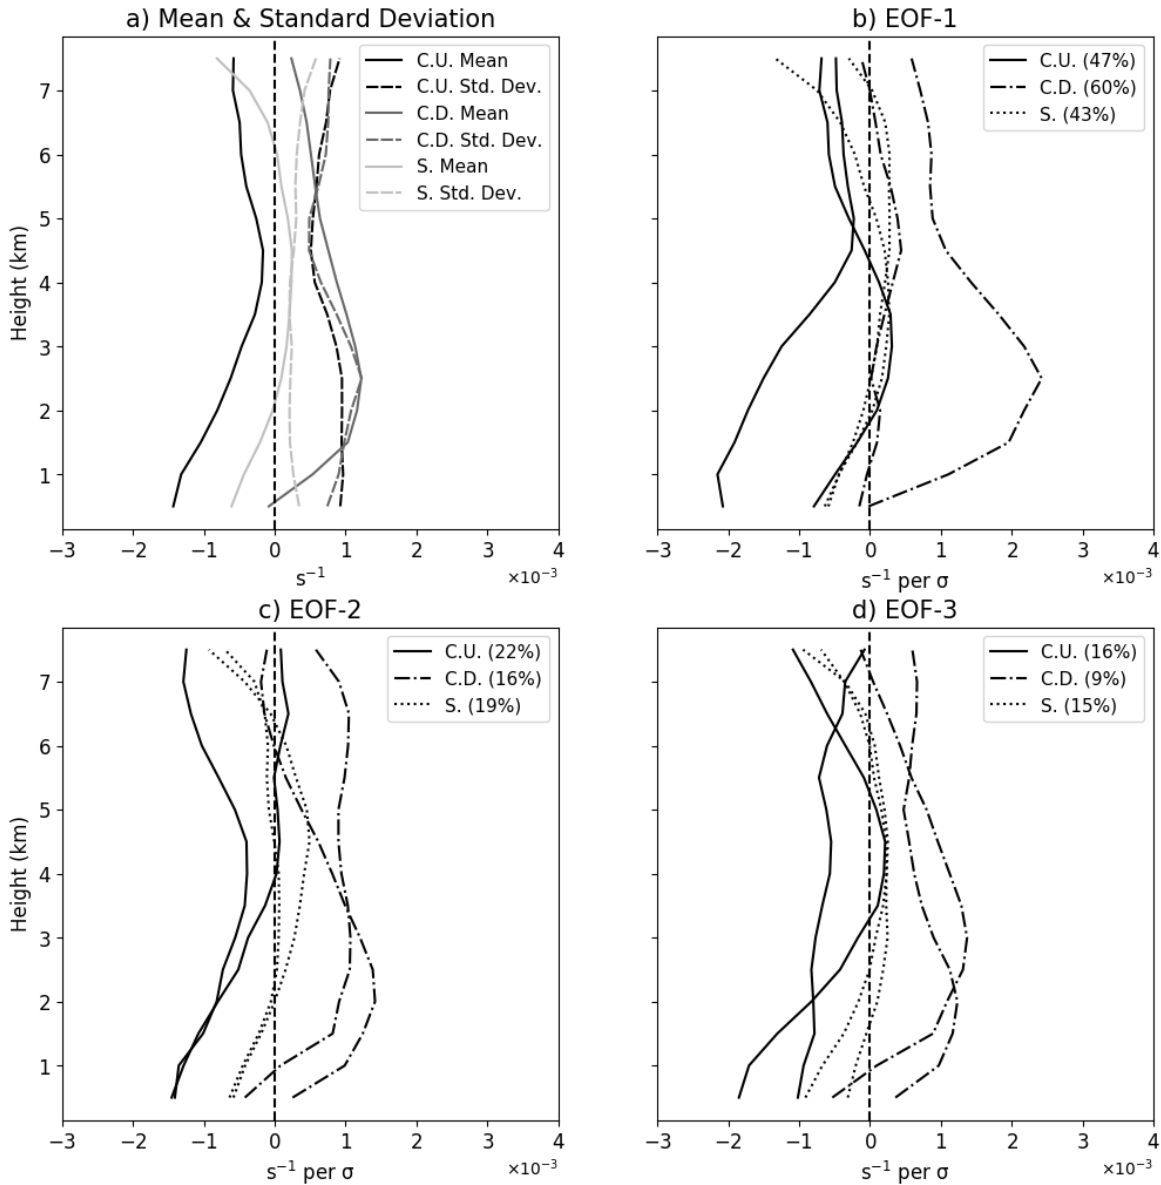 a) Mean & Standard Deviation
C.U. Mean
C.U. Std. Dev.
C.D. Mean
C.D. Std. Dev.
S. Mean
S. Std. Dev.
Height (km)
7
6
5
4
3
2
1
−3 −2 −1 0 1 2 3 4
s⁻¹
×10⁻³
b) EOF-1
C.U. (47%)
C.D. (60%)
S. (43%)
−3 −2 −1 0 1 2 3 4
s⁻¹ per σ
×10⁻³
c) EOF-2
C.U. (22%)
C.D. (16%)
S. (19%)
Height (km)
7
6
5
4
3
2
1
−3 −2 −1 0 1 2 3 4
s⁻¹ per σ
×10⁻³
d) EOF-3
C.U. (16%)
C.D. (9%)
S. (15%)
−3 −2 −1 0 1 2 3 4
s⁻¹ per σ
×10⁻³